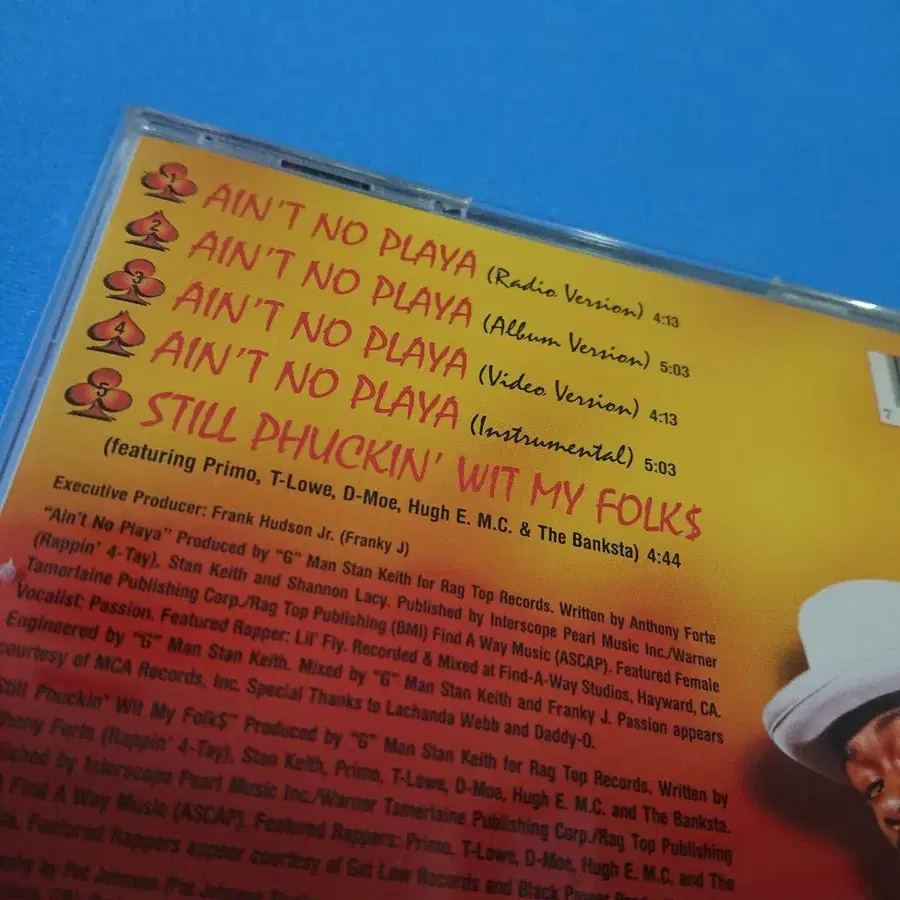 1 AIN'T NO PLAYA (Radio Version) 4:13
2 AIN'T NO PLAYA (Album Version) 5:03
3 AIN'T NO PLAYA (Video Version) 4:13
4 AIN'T NO PLAYA (Instrumental) 5:03
5 STILL PHUCKIN' WIT MY FOLK$
(featuring Primo, T-Lowe, D-Moe, Hugh E. M.C. & The Banksta) 4:44
Executive Producer: Frank Hudson Jr. (Franky J)
"Ain't No Playa" Produced by "G" Man Stan Keith for Rag Top Records. Written by Anthony Forte
(Rappin' 4-Tay), Stan Keith and Shannon Lacy. Published by Interscope Pearl Music Inc./Warner
Tamerlaine Publishing Corp./Rag Top Publishing (BMI) Find A Way Music (ASCAP). Featured Female
Vocalist: Passion. Featured Rapper: Lil' Fly. Recorded & Mixed at Find-A-Way Studios, Hayward, CA.
Engineered by "G" Man Stan Keith. Mixed by "G" Man Stan Keith and Franky J. Passion appears
courtesy of MCA Records, Inc. Special Thanks to Lachanda Webb and Daddy-O.
Still Phuckin' Wit My Folk$" Produced by "G" Man Stan Keith for Rag Top Records. Written by
thony Forte (Rappin' 4-Tay), Stan Keith, Primo, T-Lowe, D-Moe, Hugh E. M.C. and The Banksta.
lished by Interscope Pearl Music Inc./Warner Tamerlaine Publishing Corp./Rag Top Publishing
Find A Way Music (ASCAP). Featured Rappers: Primo, T-Lowe, D-Moe, Hugh E. M.C. and The
Featured Rappers appear courtesy of Get Low Records and Black Power
by Pat Johnson (Pat Johnson
7